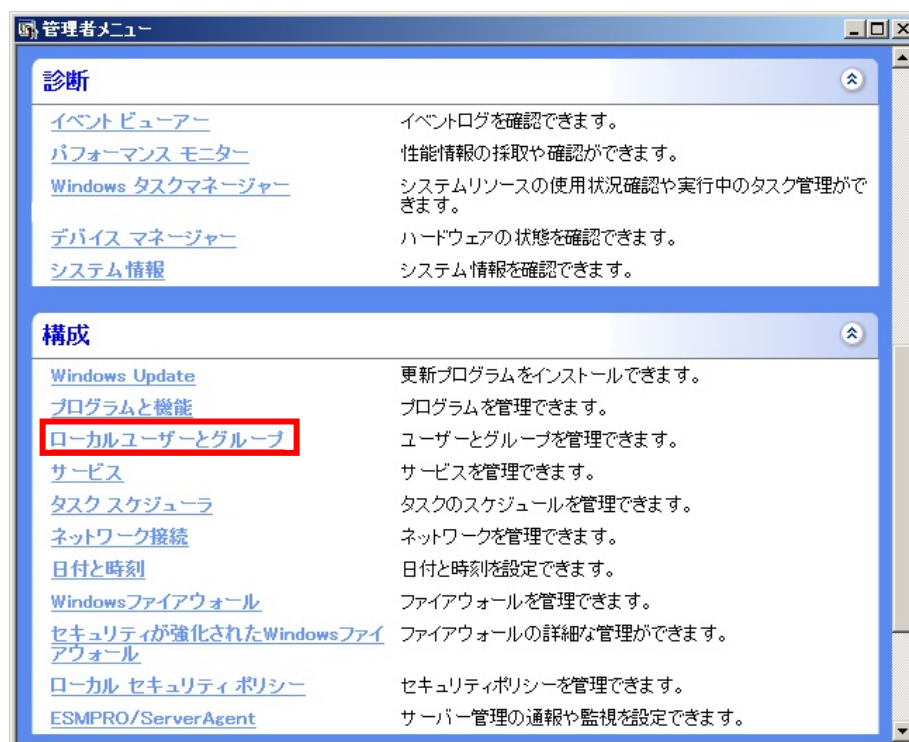 管理者メニュー
診断
イベント ビューアー イベントログを確認できます。
パフォーマンス モニター 性能情報の採取や確認ができます。
Windows タスクマネージャー システムリソースの使用状況確認や実行中のタスク管理がで
きます。
デバイス マネージャー ハードウェアの状態を確認できます。
システム情報 システム情報を確認できます。
構成
Windows Update 更新プログラムをインストールできます。
プログラムと機能 プログラムを管理できます。
ローカルユーザーとグループ ユーザーとグループを管理できます。
サービス サービスを管理できます。
タスク スケジューラ タスクのスケジュールを管理できます。
ネットワーク接続 ネットワークを管理できます。
日付と時刻 日付と時刻を設定できます。
Windowsファイアウォール ファイアウォールを管理できます。
セキュリティが強化されたWindowsファイ ファイアウォールの詳細な管理ができます。
アウォール
ローカル セキュリティ ポリシー セキュリティポリシーを管理できます。
ESMPRO/ServerAgent サーバー管理の通報や監視を設定できます。